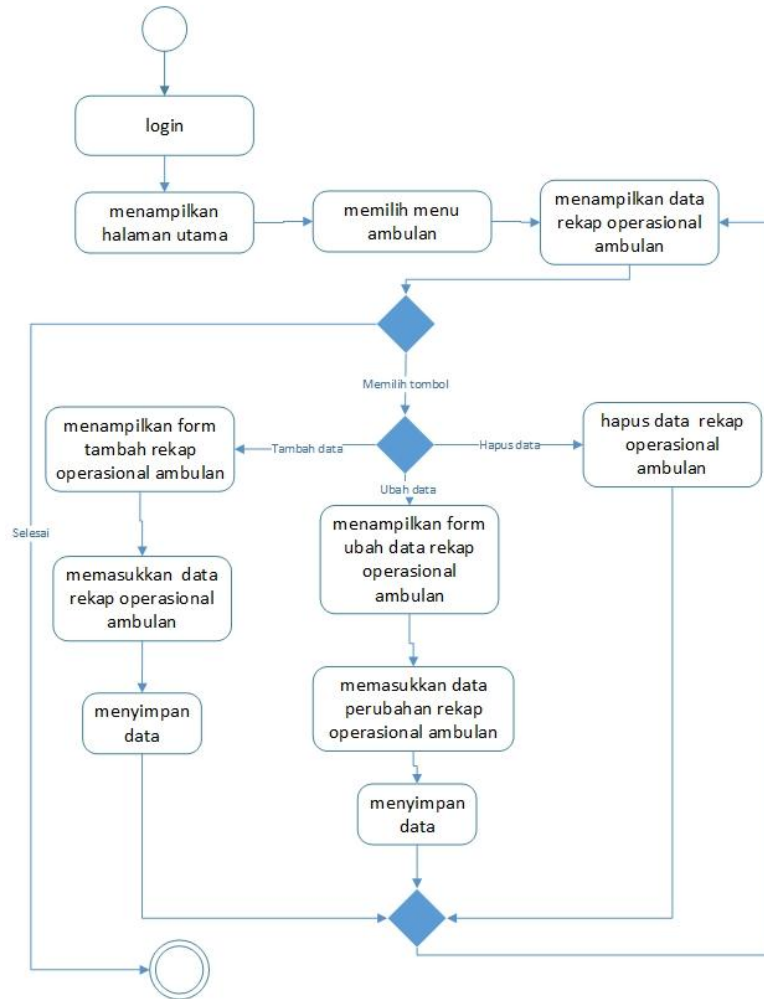 login
menampilkan
halaman utama
memilih menu
ambulan
menampilkan data
rekap operasional
ambulan
Memilih tombol
menampilkan form
tambah rekap
operasional ambulan
Tambah data
Hapus data
hapus data rekap
operasional
ambulan
Ubah data
Selesai
menampilkan form
ubah data rekap
operasional
ambulan
memasukkan data
rekap operasional
ambulan
memasukkan data
perubahan rekap
operasional ambulan
menyimpan
data
menyimpan
data